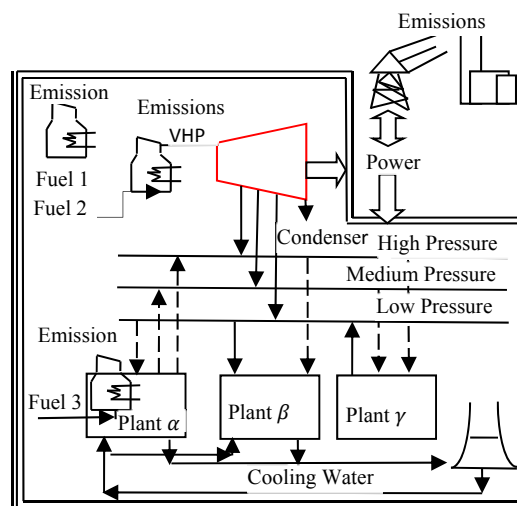 Emissions
Emission
Emissions
VHP
Fuel 1
Fuel 2
Power
Condenser
High Pressure
Medium Pressure
Low Pressure
Emission
Fuel 3
Plant α
Plant β
Plant γ
Cooling Water